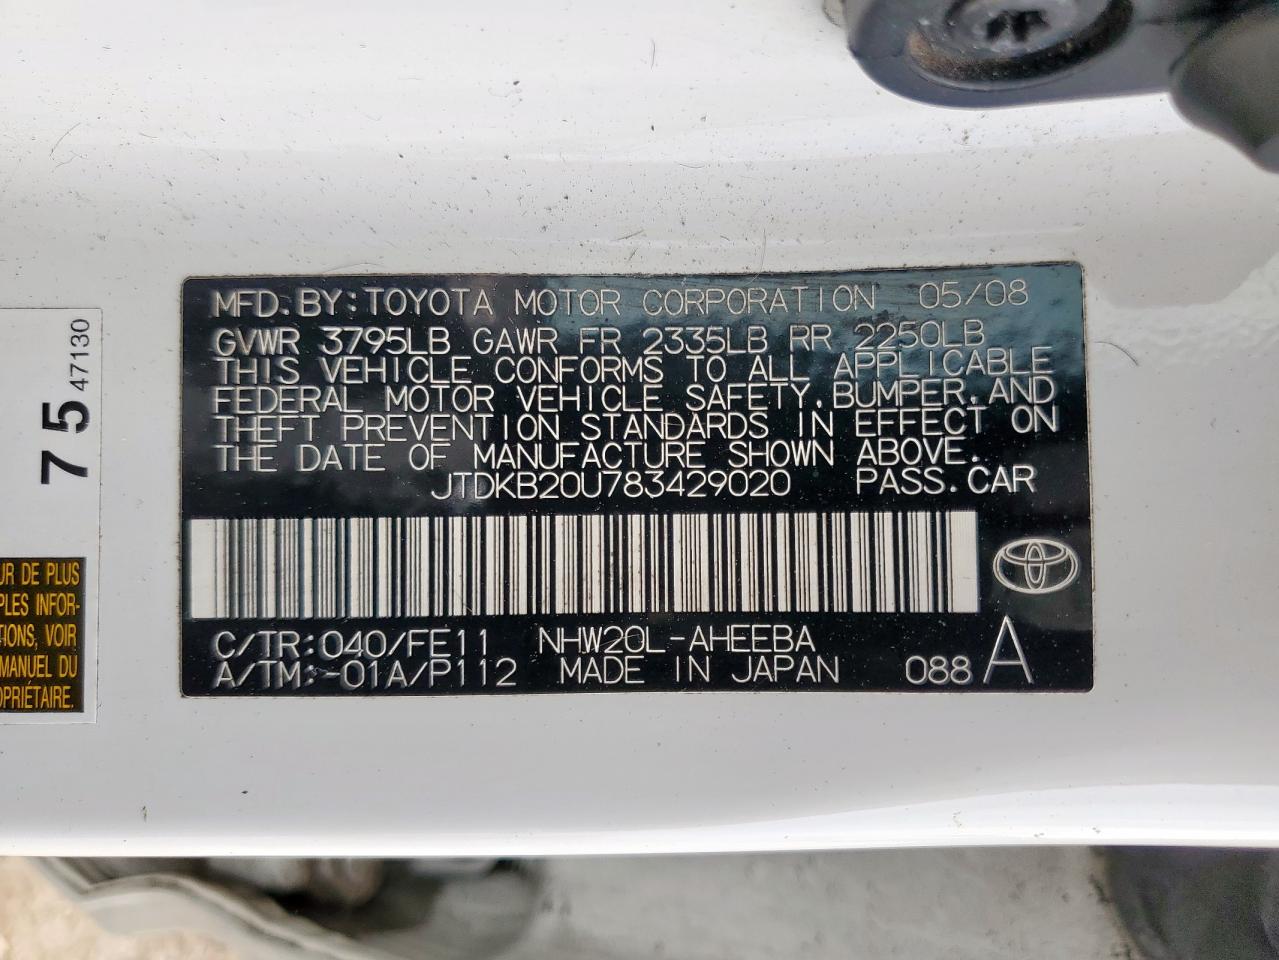 MFD.BY:TOYOTA MOTOR CORPORATION 05/08
GVWR 3795LB GAWR FR 2335LB RR 2250LB
THIS VEHICLE CONFORMS TO ALL APPLICABLE
FEDERAL MOTOR VEHICLE SAFETY,BUMPER,AND
THEFT PREVENTION STANDARDS IN EFFECT ON
THE DATE OF MANUFACTURE SHOWN ABOVE.
JTDKB20U783429020 PASS.CAR
C/TR:040/FE11 NHW20L-AHEEBA
A/TM:-01A/P112 MADE IN JAPAN 088 A
75
47130
UR DE PLUS
PLES INFOR-
TIONS, VOIR
MANUEL DU
OPRIÉTAIRE.